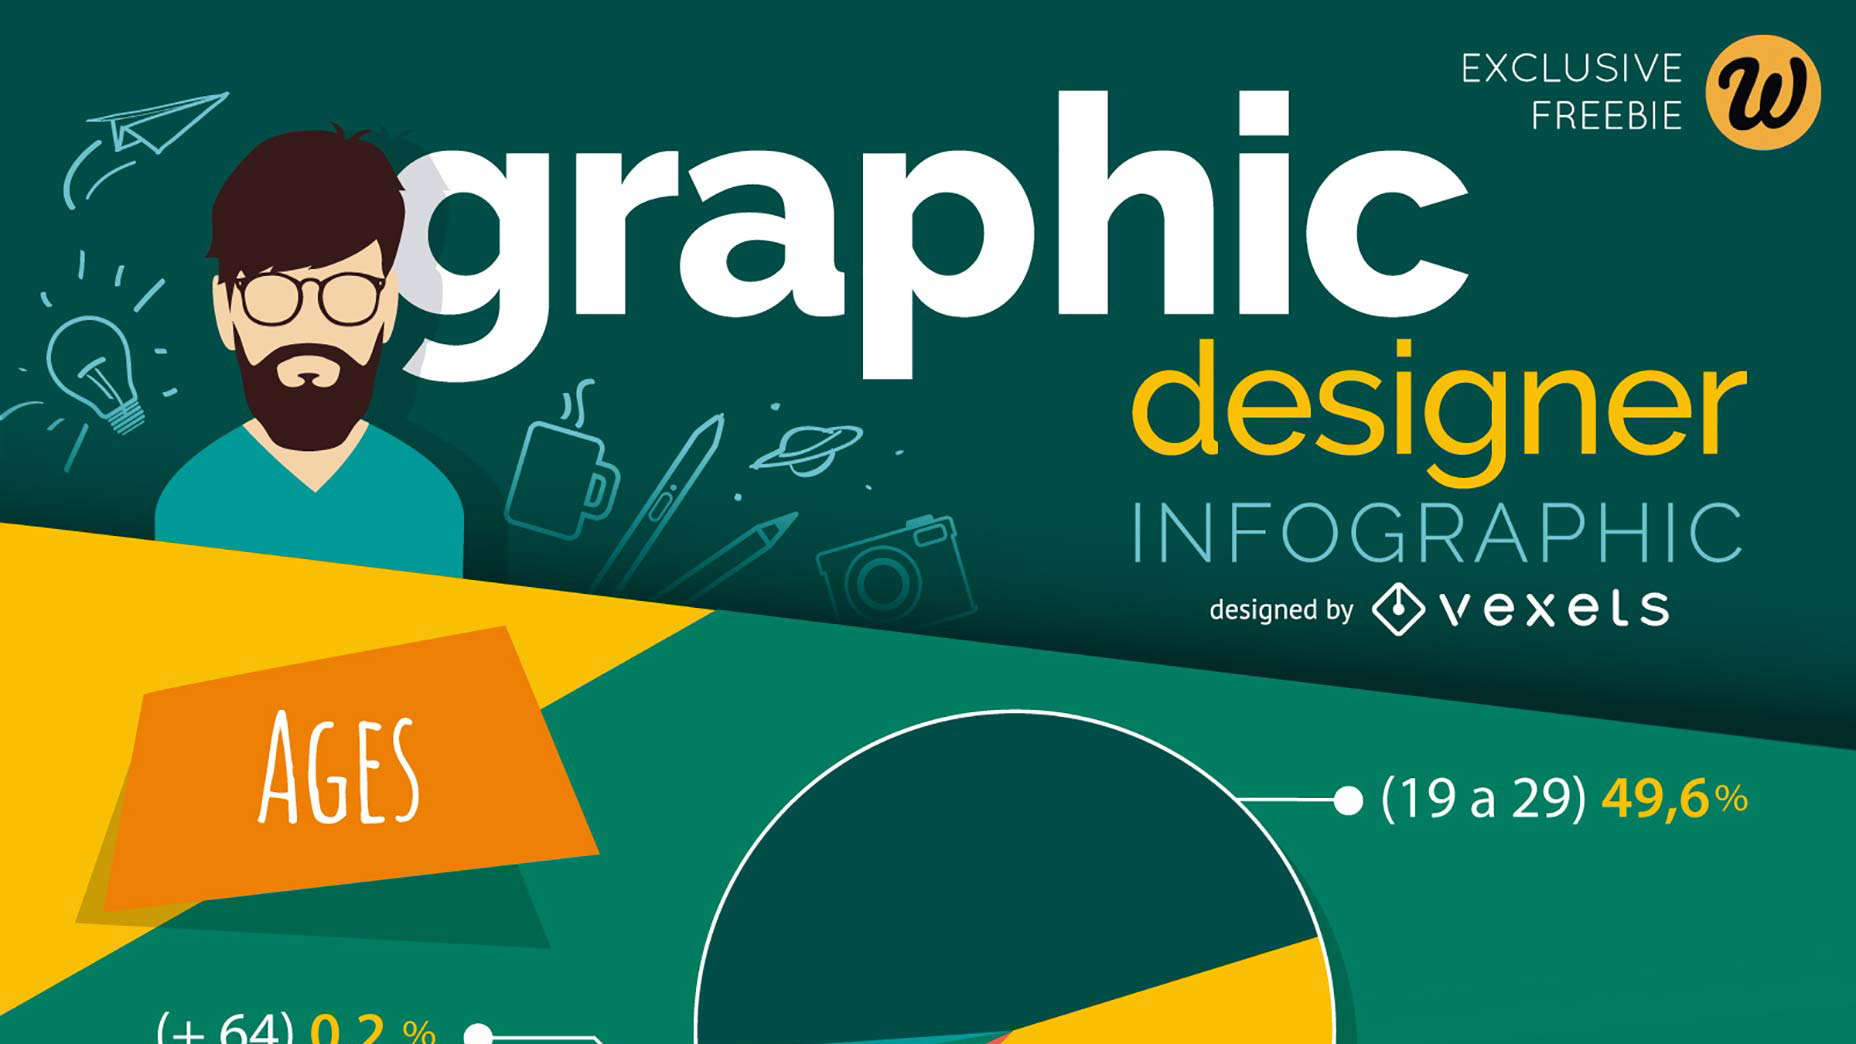 EXCLUSIVE
FREEBIE
W
graphic
designer
INFOGRAPHIC
designed by vexels
AGES
(19 a 29) 49,6%
(+ 64) 0,2 %